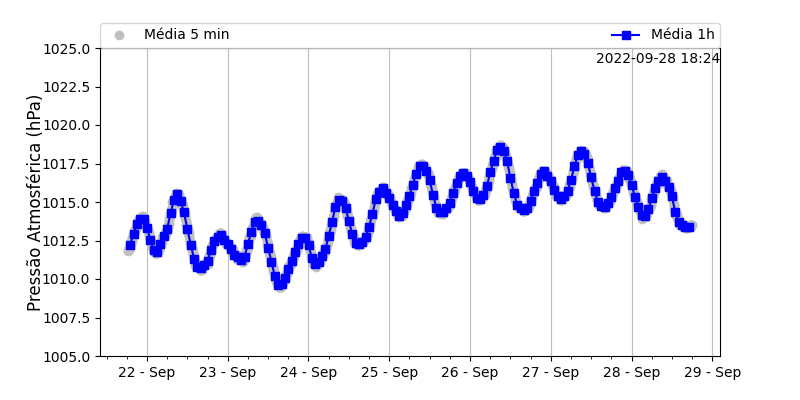 Média 5 min
Média 1h
2022-09-28 18:24
Pressão Atmosférica (hPa)
1025.0
1022.5
1020.0
1017.5
1015.0
1012.5
1010.0
1007.5
1005.0
22 - Sep
23 - Sep
24 - Sep
25 - Sep
26 - Sep
27 - Sep
28 - Sep
29 - Sep